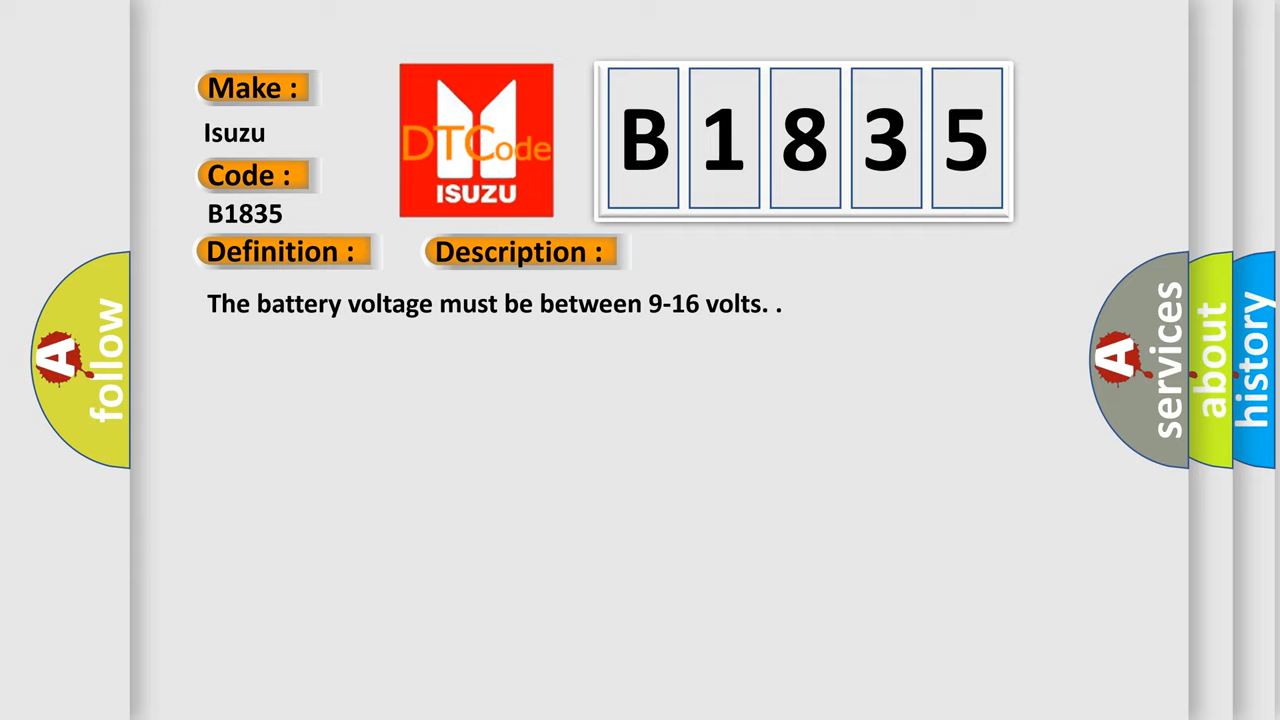 Make :
Isuzu
Code :
B1835
Definition :
Description :
The battery voltage must be between 9-16 volts. .
DTCode
ISUZU
B 1 8 3 5
A follow
A services
about
history